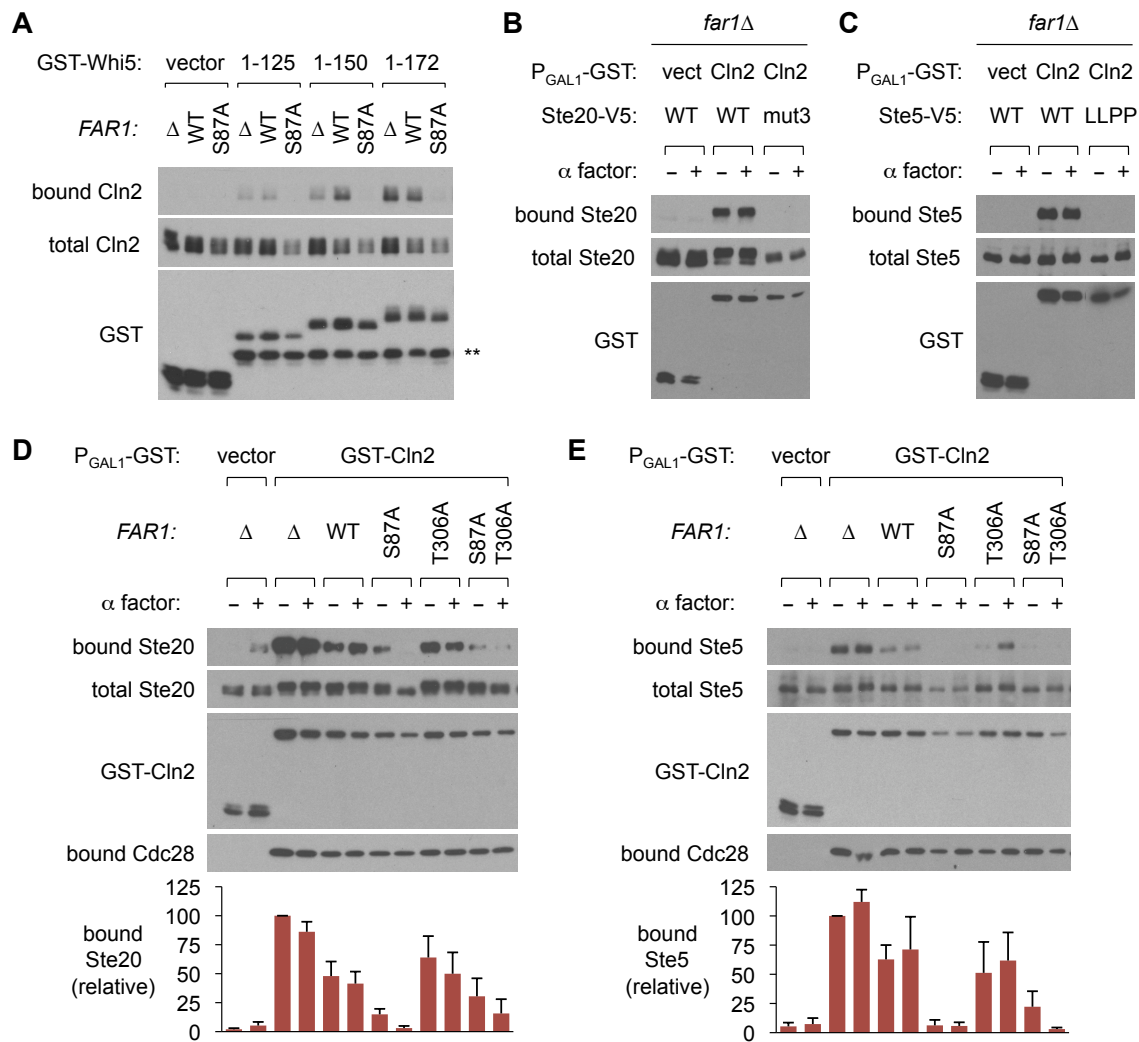 A
GST-Whi5: vector 1-125 1-150 1-172
FAR1: Δ WT S87A Δ WT S87A Δ WT S87A Δ WT S87A
bound Cln2
total Cln2
GST
**
B
far1Δ
PGAL1-GST: vect Cln2 Cln2
Ste20-V5: WT WT mut3
α factor: – + – + – +
bound Ste20
total Ste20
GST
C
far1Δ
PGAL1-GST: vect Cln2 Cln2
Ste5-V5: WT WT LLPP
α factor: – + – + – +
bound Ste5
total Ste5
GST
D
PGAL1-GST: vector GST-Cln2
FAR1: Δ Δ WT S87A T306A S87A T306A
α factor: – + – + – + – + – + – +
bound Ste20
total Ste20
GST-Cln2
bound Cdc28
bound
Ste20
(relative)
125
100
75
50
25
0
E
PGAL1-GST: vector GST-Cln2
FAR1: Δ Δ WT S87A T306A S87A T306A
α factor: – + – + – + – + – + – +
bound Ste5
total Ste5
GST-Cln2
bound Cdc28
bound
Ste5
(relative)
125
100
75
50
25
0